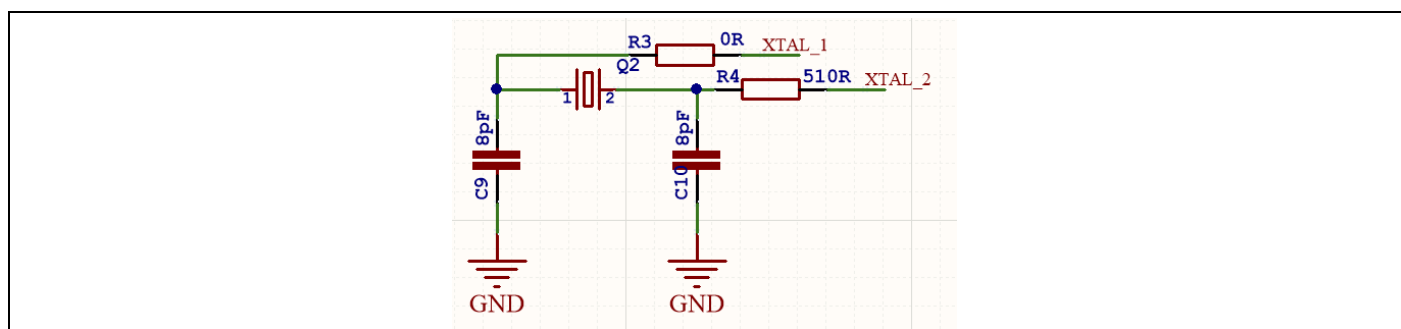 R3 0R XTAL_1
Q2
R4 510R XTAL_2
1 2
8pF 8pF
C9 C10
GND GND